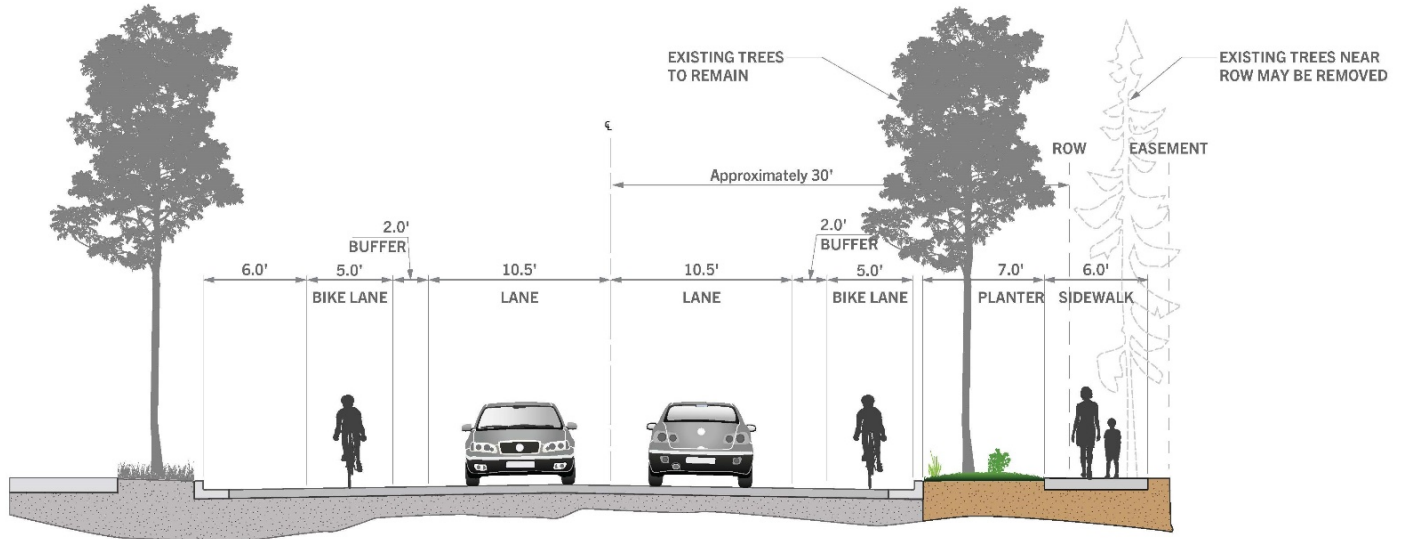 EXISTING TREES
TO REMAIN
EXISTING TREES NEAR
ROW MAY BE REMOVED
℄
ROW
EASEMENT
Approximately 30'
2.0'
BUFFER
2.0'
BUFFER
6.0'
5.0'
10.5'
10.5'
5.0'
7.0'
6.0'
BIKE LANE
LANE
LANE
BIKE LANE
PLANTER
SIDEWALK